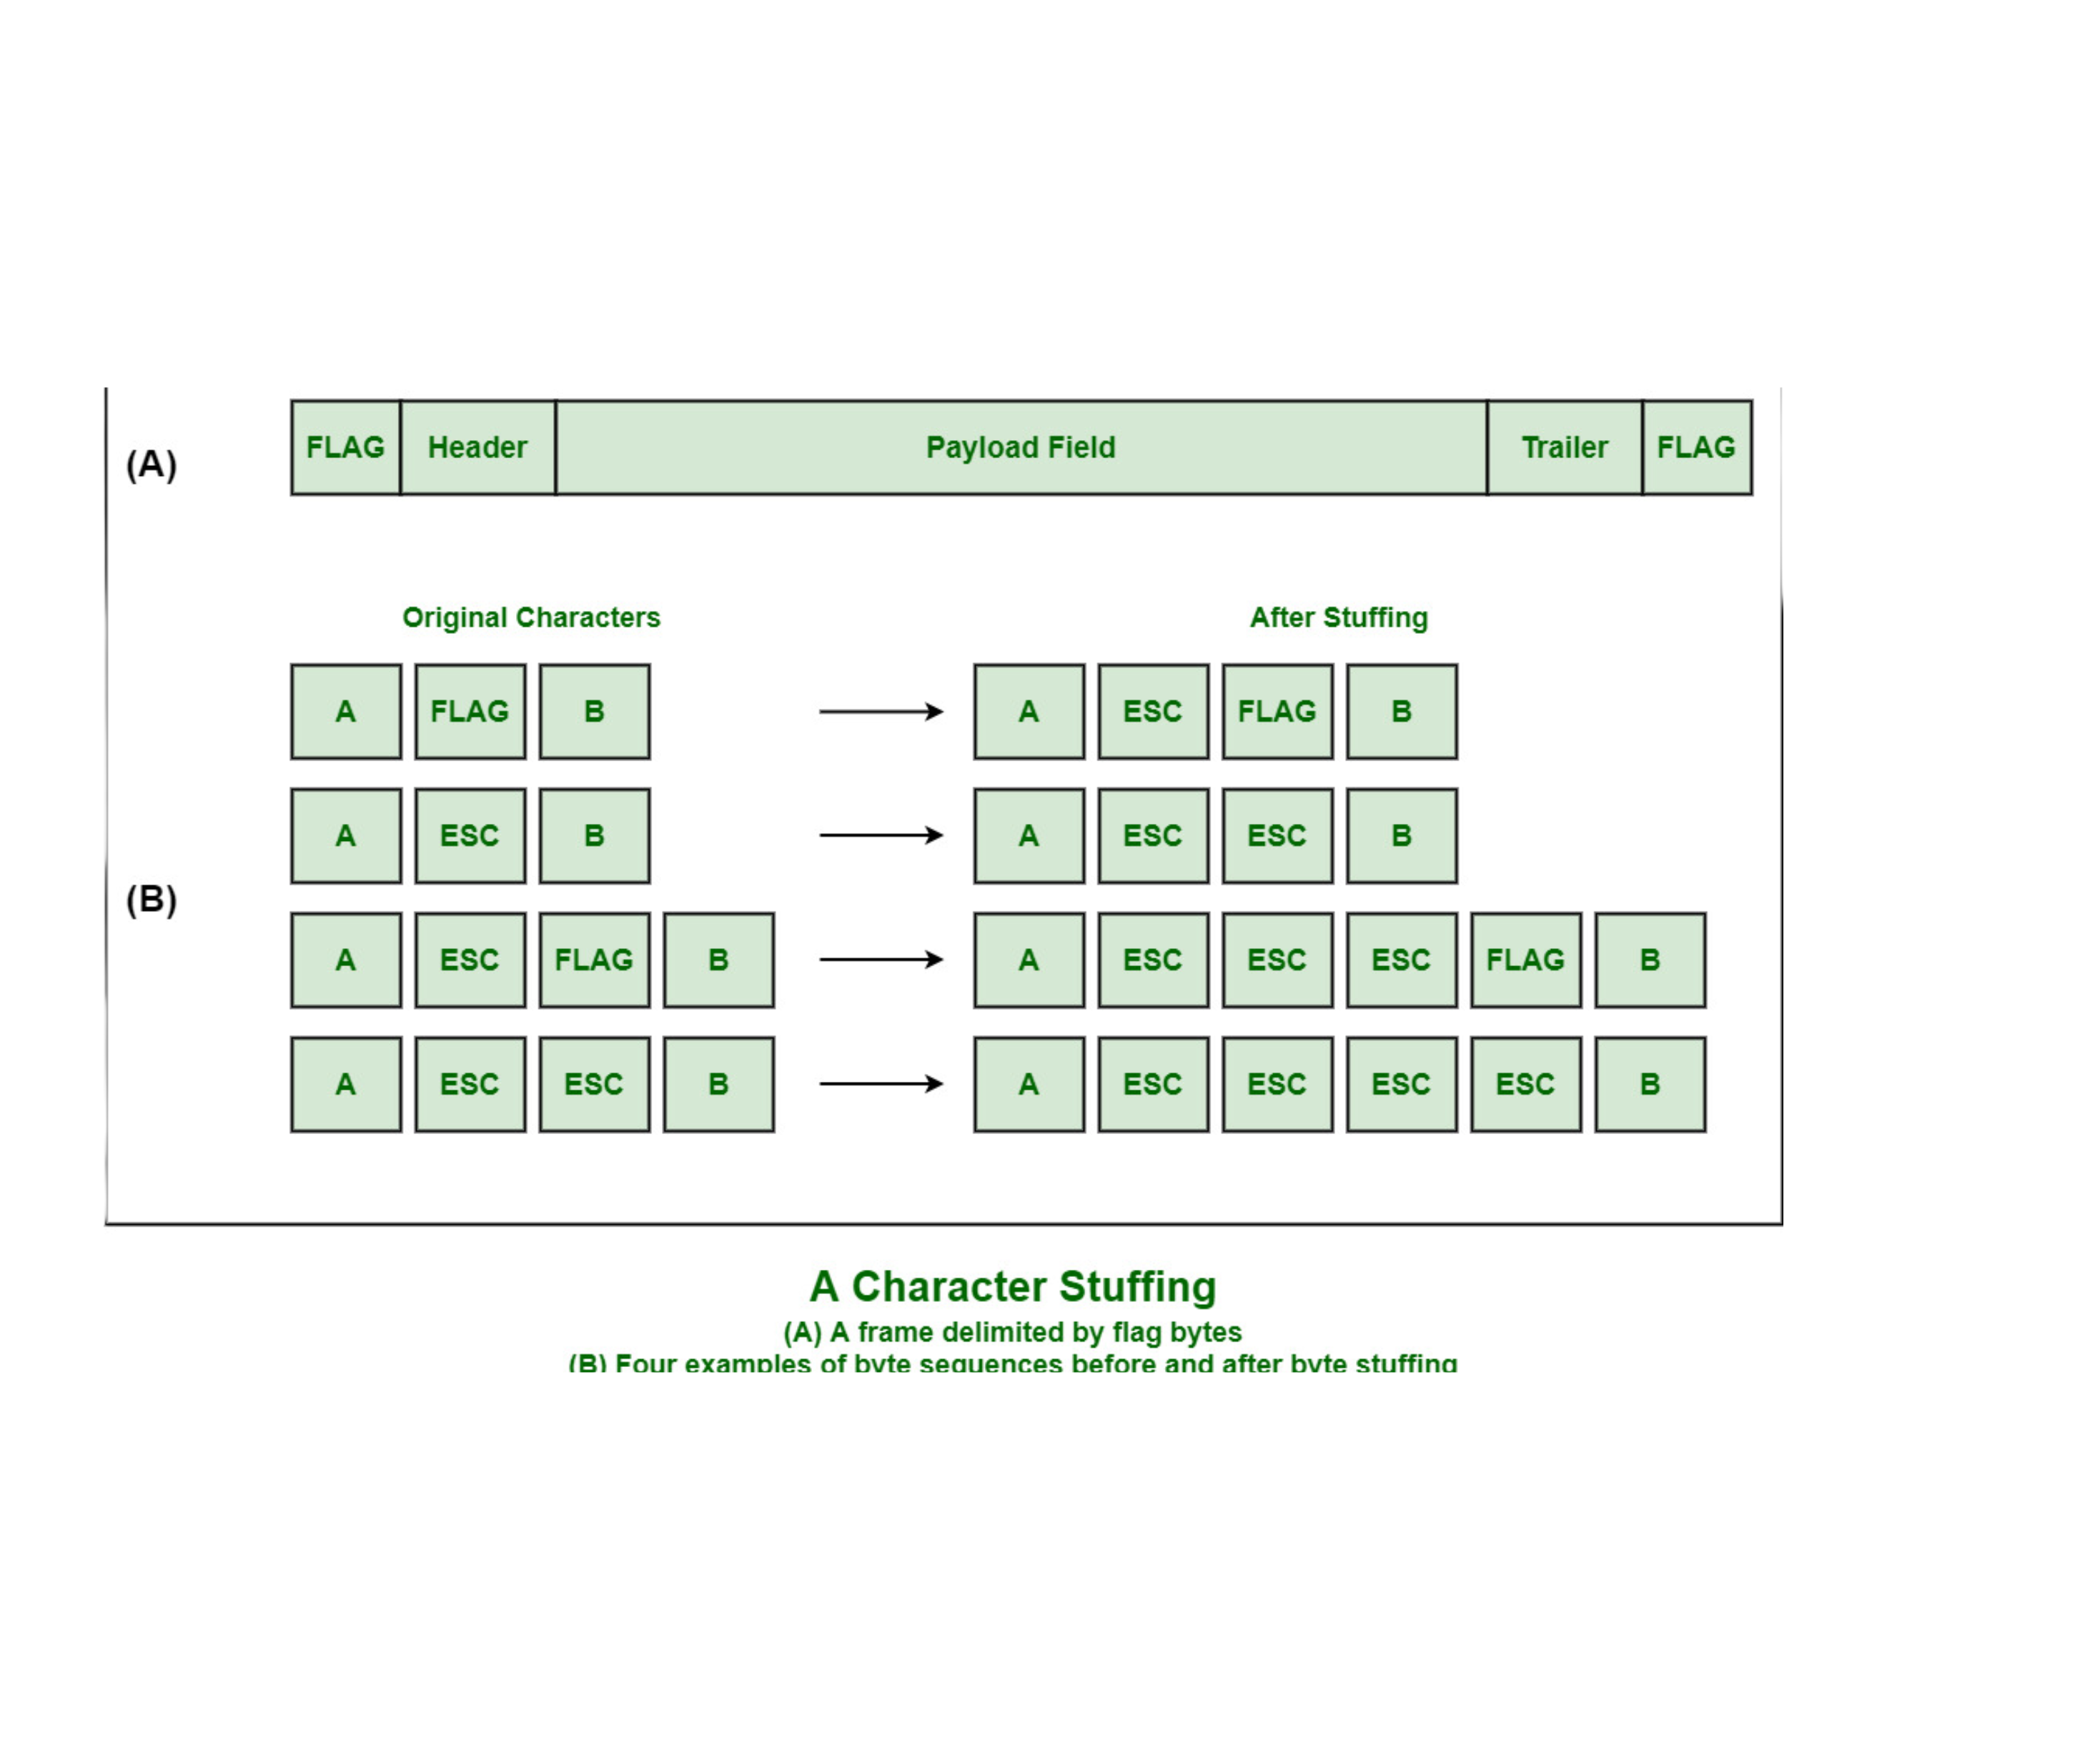 (A) FLAG Header Payload Field Trailer FLAG
Original Characters After Stuffing
A FLAG B A ESC FLAG B
A ESC B A ESC ESC B
(B)
A ESC FLAG B A ESC ESC ESC FLAG B
A ESC ESC B A ESC ESC ESC ESC B
A Character Stuffing
(A) A frame delimited by flag bytes
(B) Four examples of byte sequences before and after byte stuffing